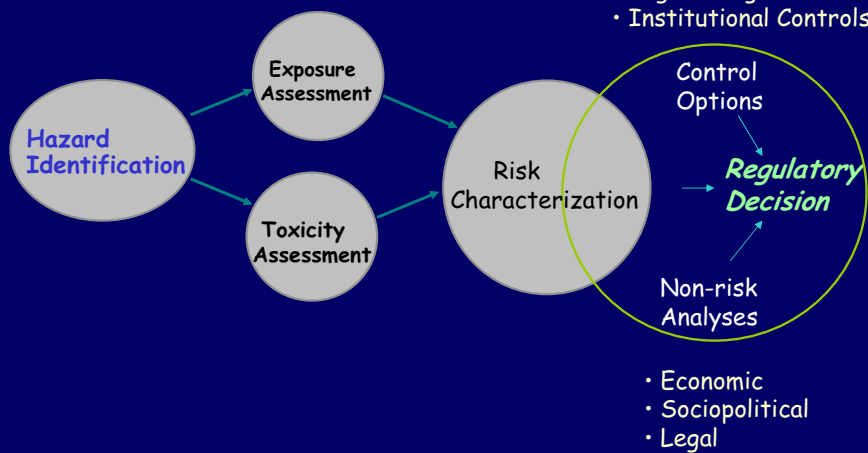 • Institutional Controls
Exposure
Assessment
Control
Options
Hazard
Identification
Risk
Characterization
Regulatory
Decision
Toxicity
Assessment
Non-risk
Analyses
• Economic
• Sociopolitical
• Legal